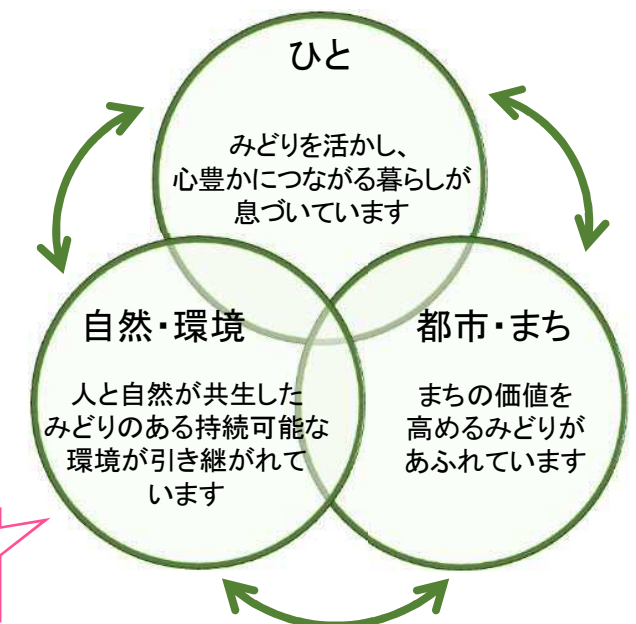 ひと
みどりを活かし、
心豊かにつながる暮らしが
息づいています
自然・環境
人と自然が共生した
みどりのある持続可能な
環境が引き継がれて
います
都市・まち
まちの価値を
高めるみどりが
あふれています